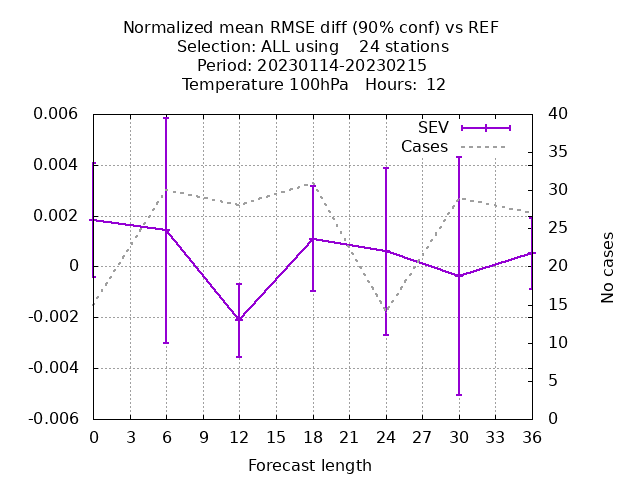 Normalized mean RMSE diff (90% conf) vs REF
Selection: ALL using    24 stations
Period: 20230114-20230215
Temperature 100hPa   Hours:  12
SEV
Cases
0.006
0.004
0.002
0
-0.002
-0.004
-0.006
40
35
30
25
20
15
10
5
0
No cases
0 3 6 9 12 15 18 21 24 27 30 33 36
Forecast length